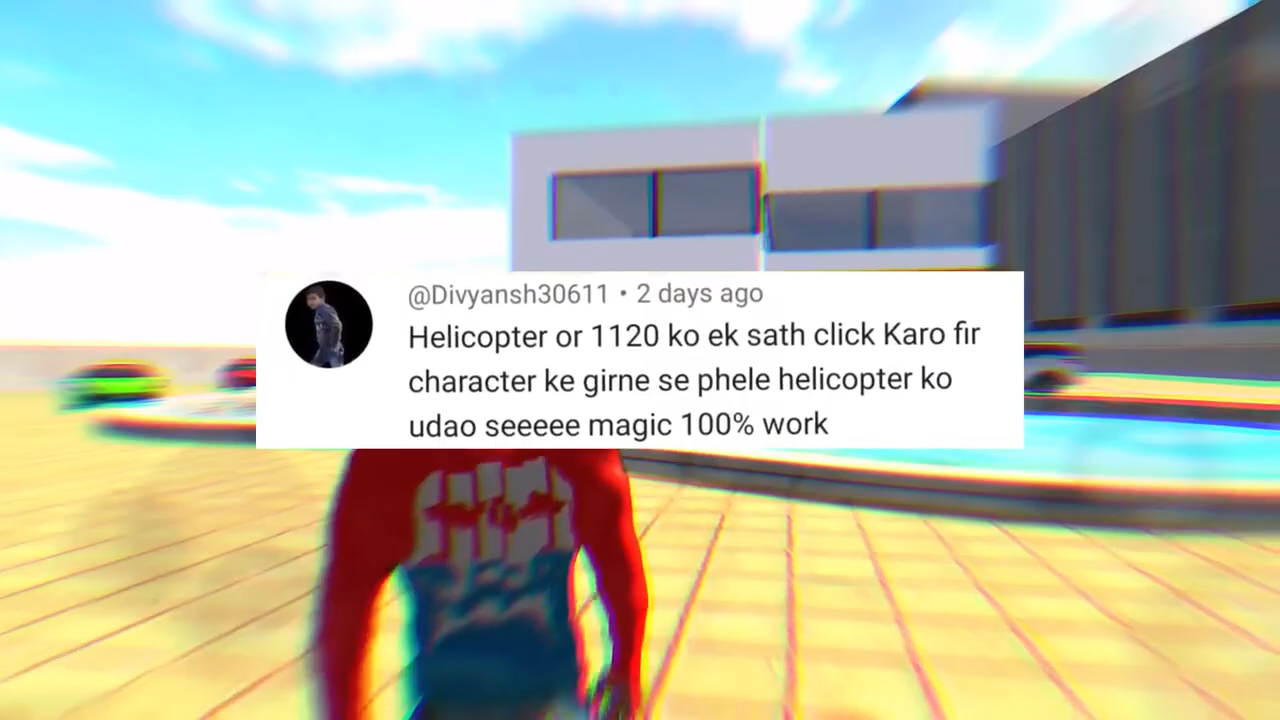 @Divyansh30611 • 2 days ago
Helicopter or 1120 ko ek sath click Karo fir
character ke girne se phele helicopter ko
udao seeeee magic 100% work